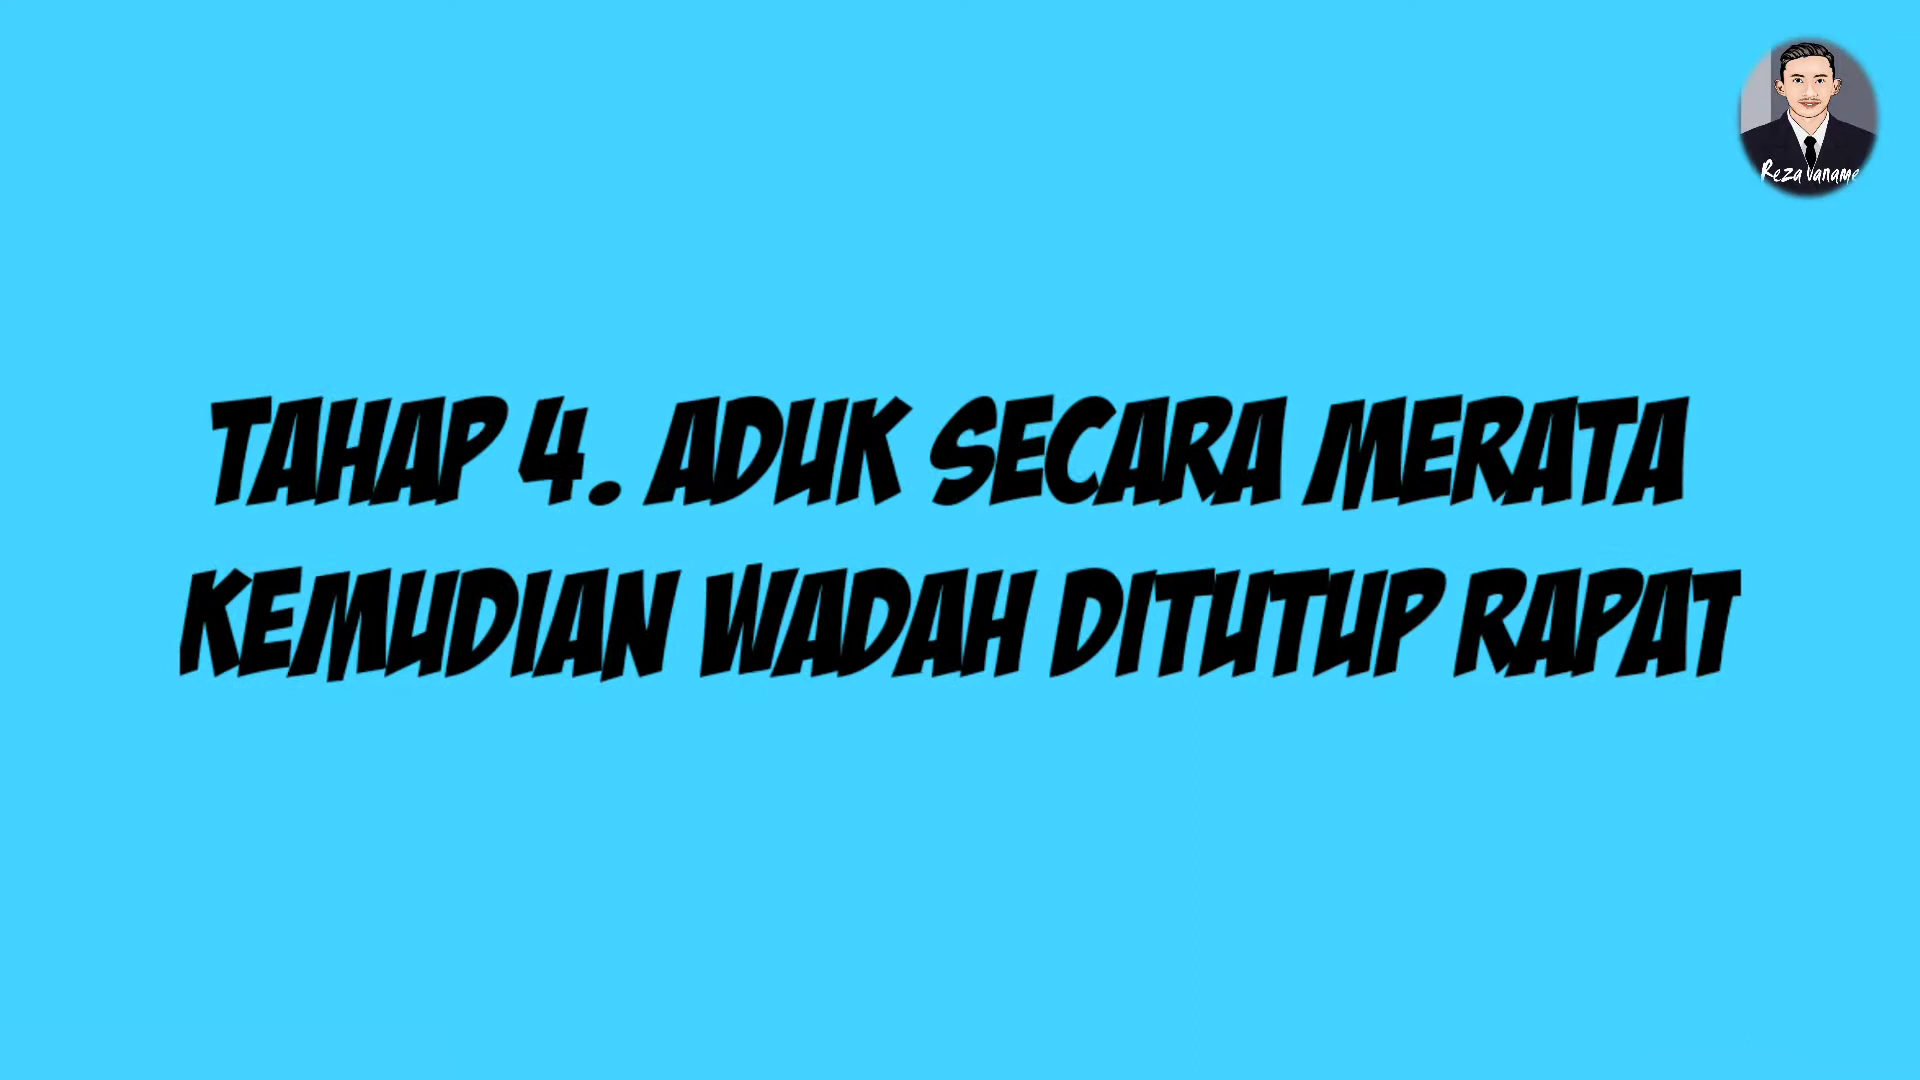 Reza Vaname
TAHAP 4. ADUK SECARA MERATA
KEMUDIAN WADAH DITUTUP RAPAT